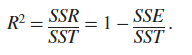 R² = SSR/SST = 1 − SSE/SST.